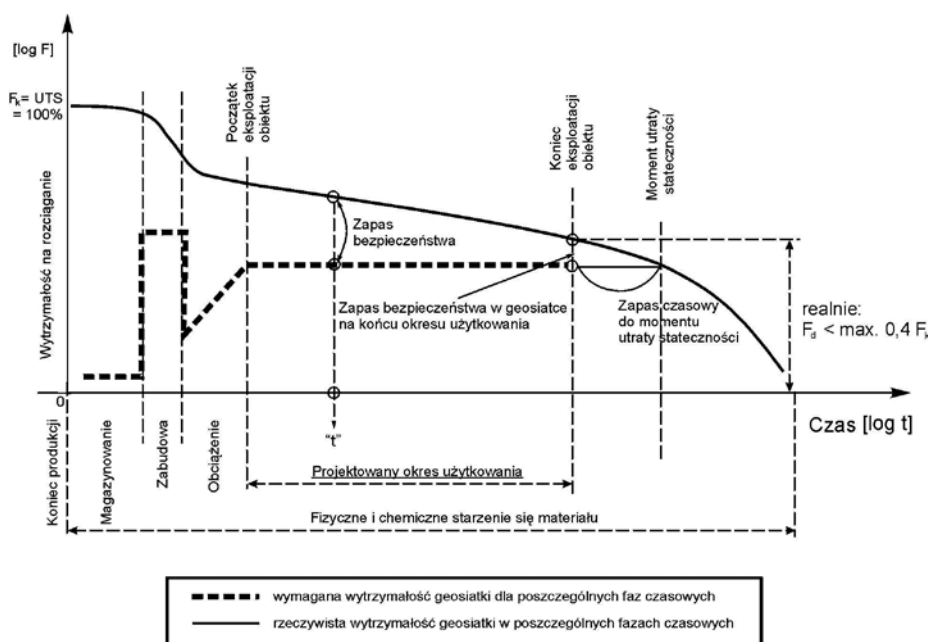 [log F]
Fk= UTS
= 100%
Wytrzymałość na rozciąganie
0
Początek
eksploatacji
obiektu
Koniec
eksploatacji
obiektu
Moment utraty
stateczności
Zapas
bezpieczeństwa
Zapas bezpieczeństwa w geosiatce
na końcu okresu użytkowania
Zapas czasowy
do momentu
utraty stateczności
realnie:
Fd < max. 0,4 Fk
Czas [log t]
Koniec produkcji
Magazynowanie
Zabudowa
Obciążenie
"t"
Projektowany okres użytkowania
Fizyczne i chemiczne starzenie się materiału
wymagana wytrzymałość geosiatki dla poszczególnych faz czasowych
rzeczywista wytrzymałość geosiatki w poszczególnych fazach czasowych